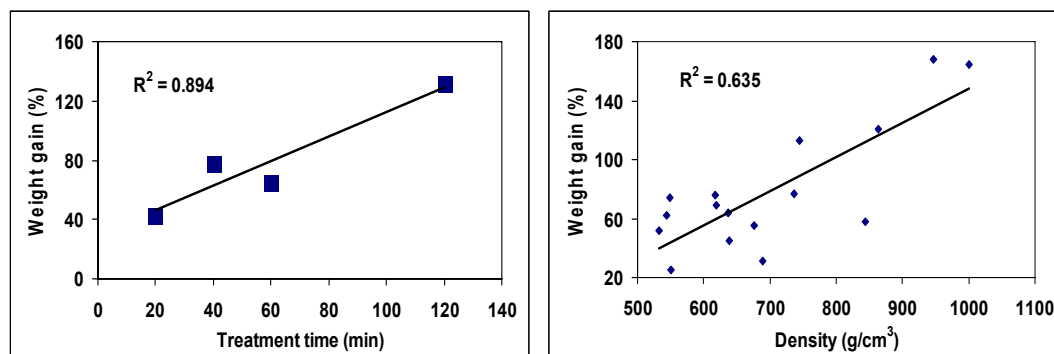 160
120
80
40
0
Weight gain (%)
R² = 0.894
0 20 40 60 80 100 120 140
Treatment time (min)
180
140
100
60
20
Weight gain (%)
R² = 0.635
500 600 700 800 900 1000 1100
Density (g/cm³)